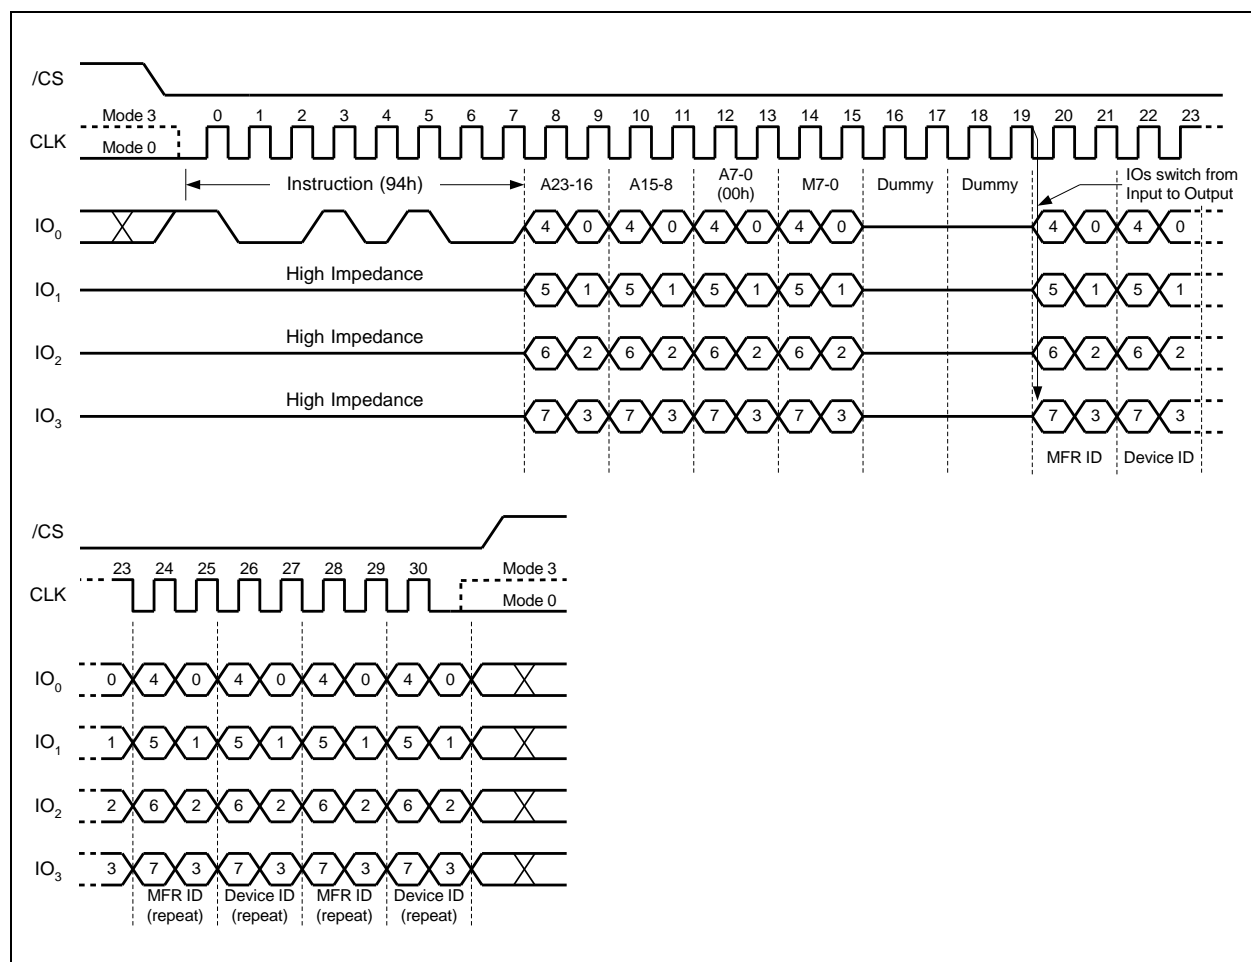 /CS
Mode 3 0 1 2 3 4 5 6 7 8 9 10 11 12 13 14 15 16 17 18 19 20 21 22 23
CLK Mode 0
Instruction (94h) A23-16 A15-8 A7-0 (00h) M7-0 Dummy Dummy IOs switch from Input to Output
IO0 4 0 4 0 4 0 4 0 4 0 4 0
High Impedance
IO1 5 1 5 1 5 1 5 1 5 1 5 1
High Impedance
IO2 6 2 6 2 6 2 6 2 6 2 6 2
High Impedance
IO3 7 3 7 3 7 3 7 3 7 3 7 3
MFR ID Device ID
/CS
23 24 25 26 27 28 29 30 Mode 3
CLK Mode 0
IO0 0 4 0 4 0 4 0 4 0
IO1 1 5 1 5 1 5 1 5 1
IO2 2 6 2 6 2 6 2 6 2
IO3 3 7 3 7 3 7 3 7 3
MFR ID Device ID MFR ID Device ID
(repeat) (repeat) (repeat) (repeat)